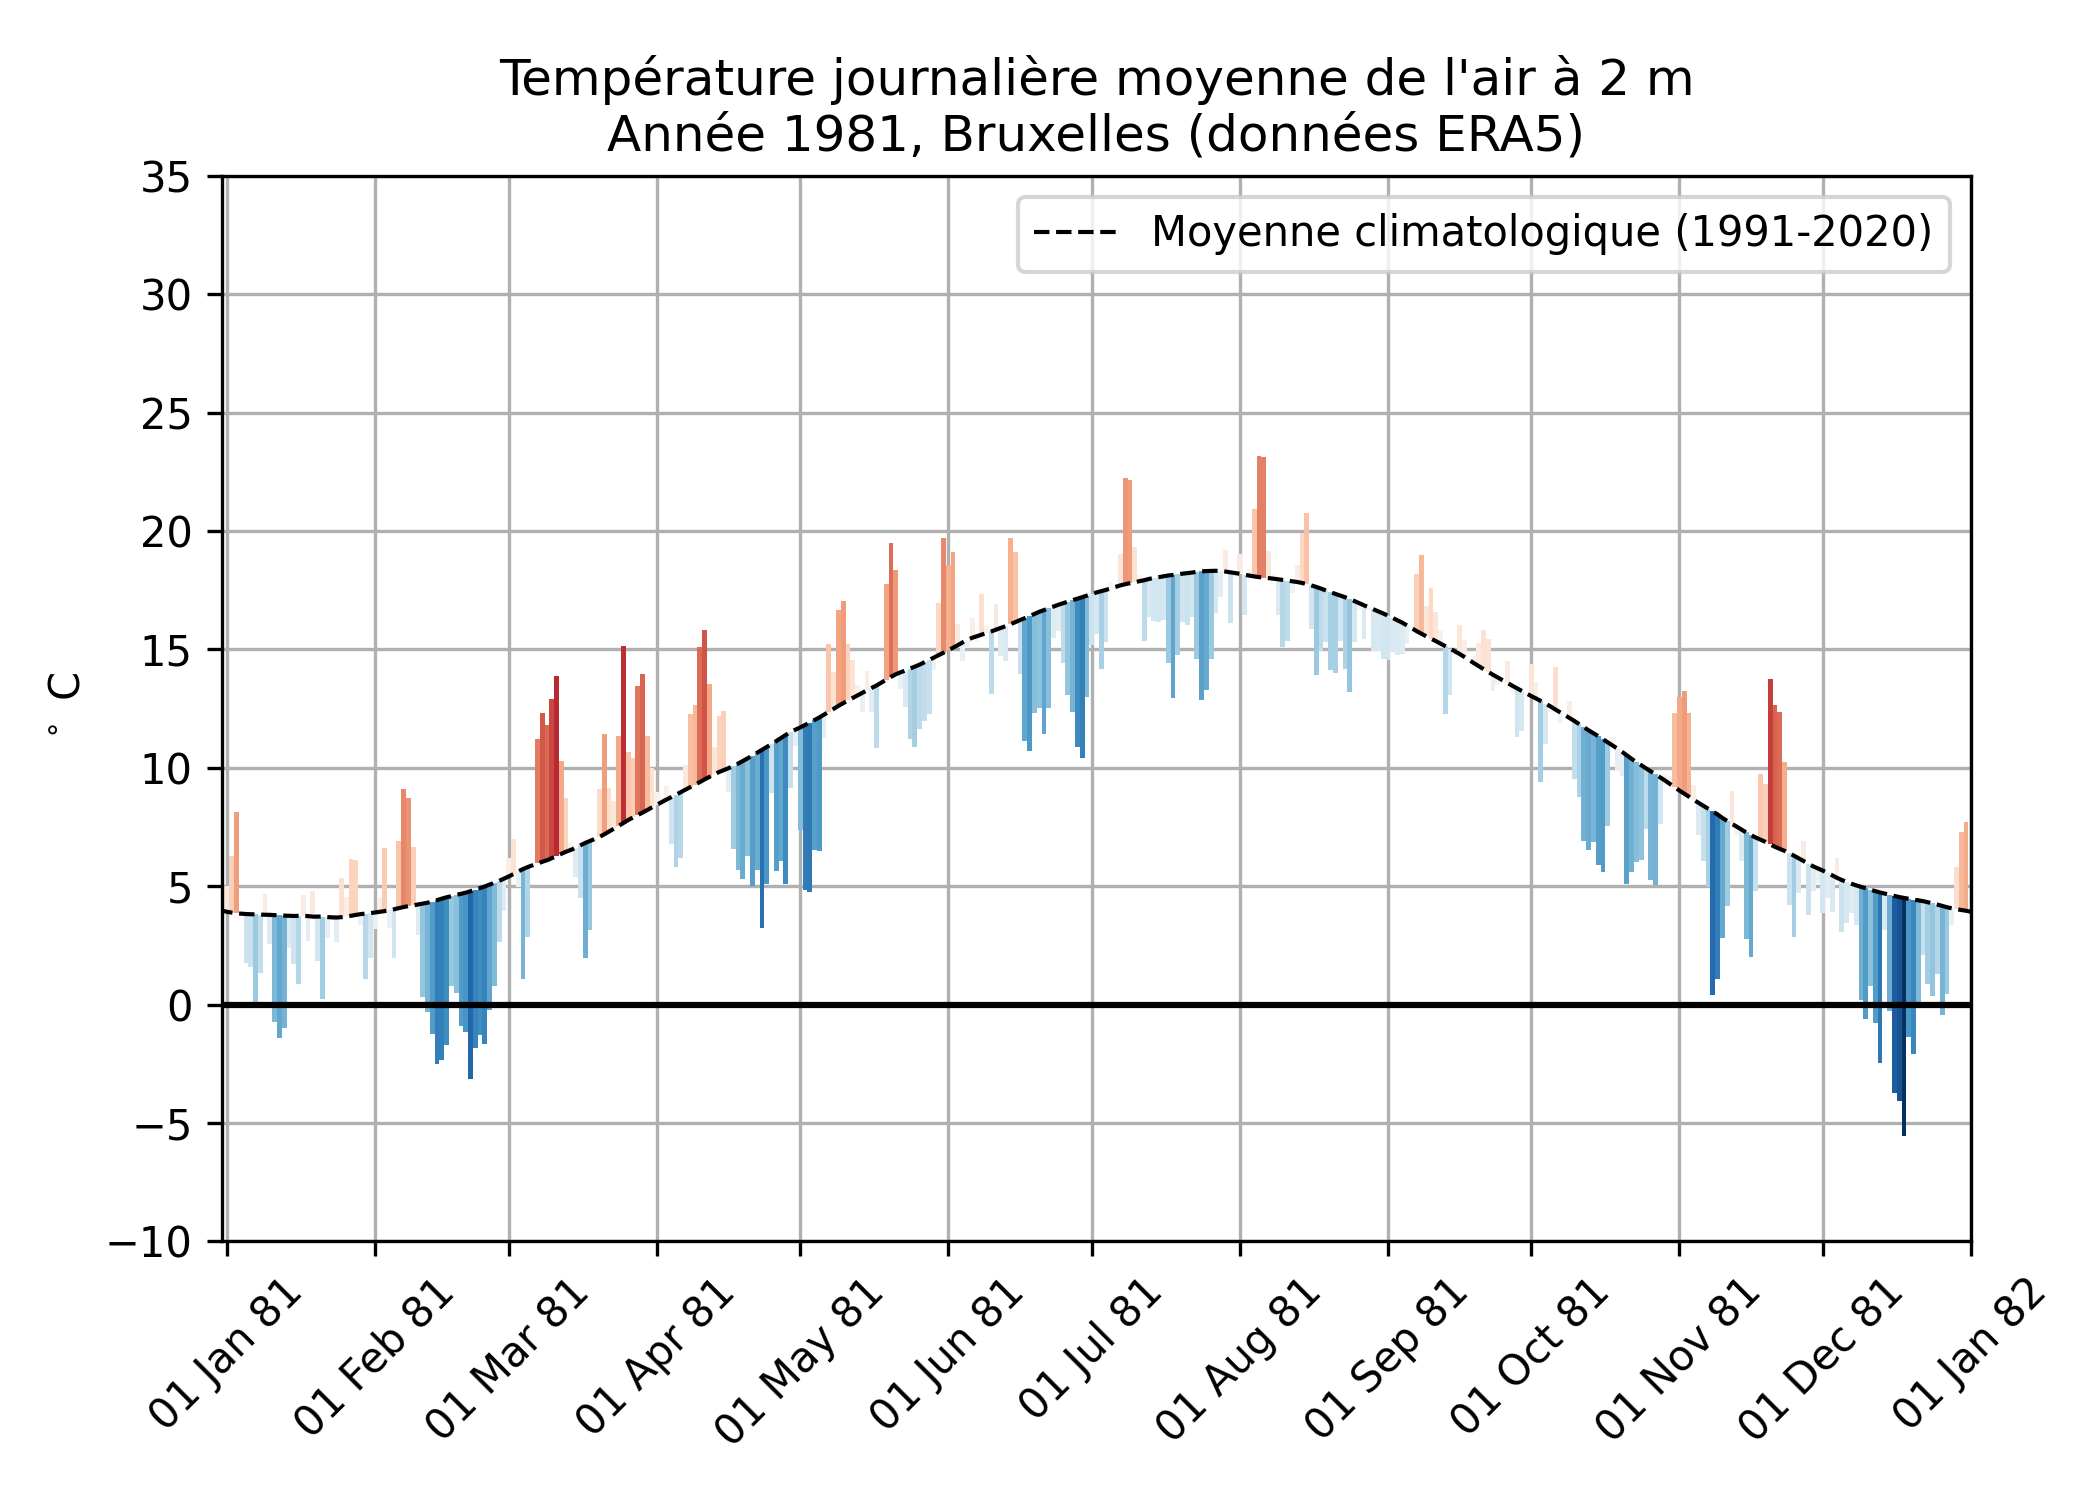 Température journalière moyenne de l'air à 2 m
Année 1981, Bruxelles (données ERA5)
Moyenne climatologique (1991-2020)
35
30
25
20
15
10
5
0
−5
−10
° C
01 Jan 81
01 Feb 81
01 Mar 81
01 Apr 81
01 May 81
01 Jun 81
01 Jul 81
01 Aug 81
01 Sep 81
01 Oct 81
01 Nov 81
01 Dec 81
01 Jan 82